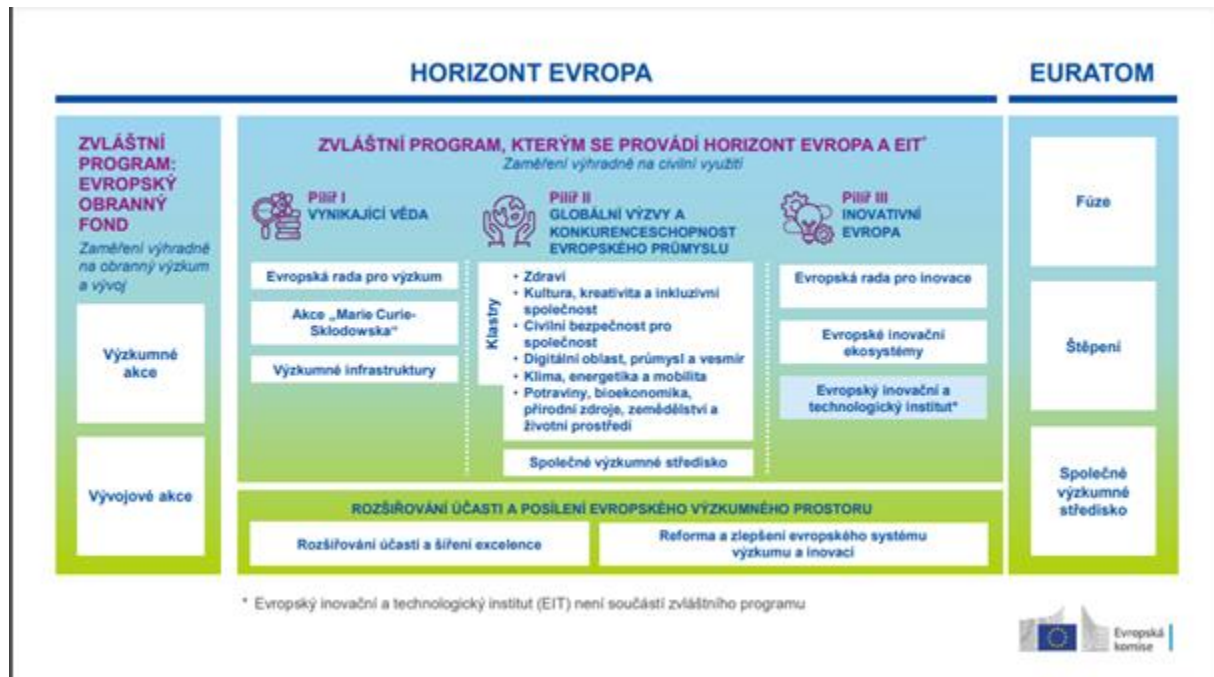 HORIZONT EVROPA
EURATOM
ZVLÁŠTNÍ
PROGRAM:
EVROPSKÝ
OBRANNÝ
FOND
Zaměření výhradně
na obranný výzkum
a vývoj
Výzkumné
akce
Vývojové akce
ZVLÁŠTNÍ PROGRAM, KTERÝM SE PROVÁDÍ HORIZONT EVROPA A EIT*
Zaměření výhradně na civilní využití
Pilíř I
VYNIKAJÍCÍ VĚDA
Evropská rada pro výzkum
Akce „Marie Curie-
Skłodowska“
Výzkumné infrastruktury
Pilíř II
GLOBÁLNÍ VÝZVY A
KONKURENCESCHOPNOST
EVROPSKÉHO PRŮMYSLU
Klastry
• Zdraví
• Kultura, kreativita a inkluzivní
společnost
• Civilní bezpečnost pro
společnost
• Digitální oblast, průmysl a vesmír
• Klima, energetika a mobilita
• Potraviny, bioekonomika,
přírodní zdroje, zemědělství a
životní prostředí
Společné výzkumné středisko
Pilíř III
INOVATIVNÍ
EVROPA
Evropská rada pro inovace
Evropské inovační
ekosystémy
Evropský inovační a
technologický institut*
ROZŠIŘOVÁNÍ ÚČASTI A POSÍLENÍ EVROPSKÉHO VÝZKUMNÉHO PROSTORU
Rozšiřování účasti a šíření excelence
Reforma a zlepšení evropského systému
výzkumu a inovací
Fúze
Štěpení
Společné
výzkumné
středisko
* Evropský inovační a technologický institut (EIT) není součástí zvláštního programu
Evropská
komise